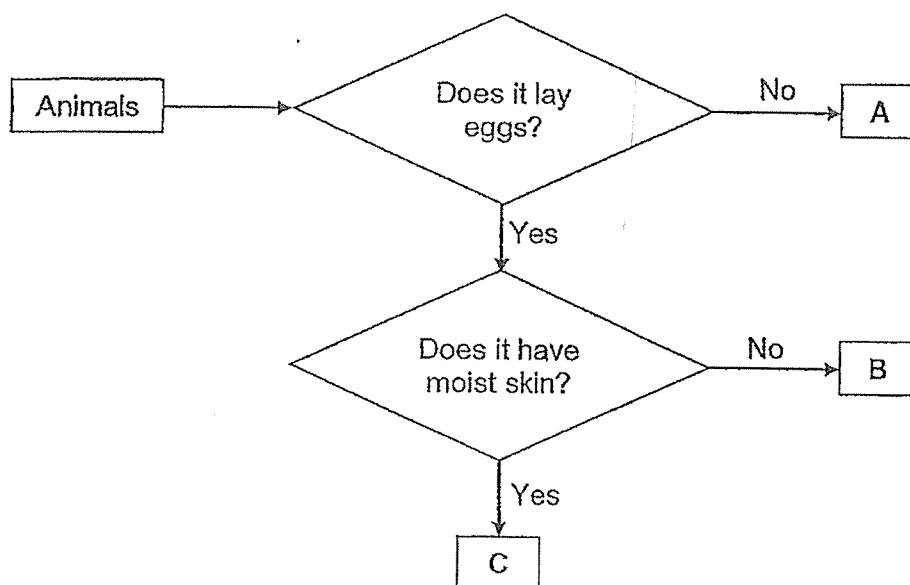 Animals
Does it lay
eggs?
No
A
Yes
Does it have
moist skin?
No
B
Yes
C